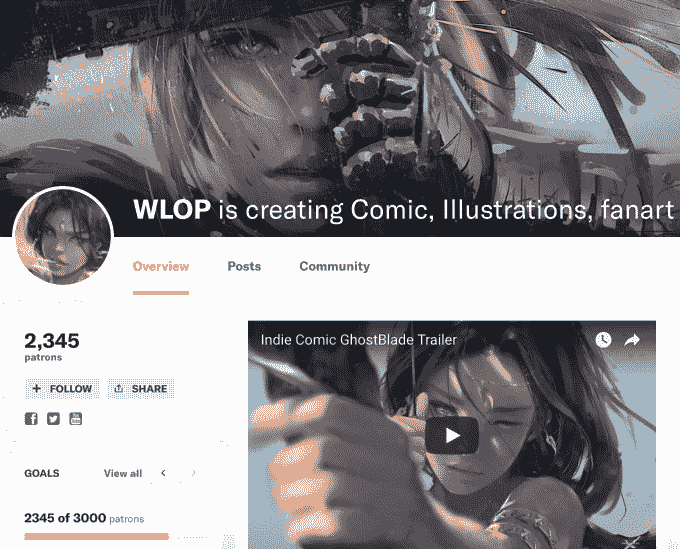 WLOP is creating Comic, Illustrations, fanart
Overview Posts Community
2,345
patrons
+ FOLLOW SHARE
GOALS View all < >
2345 of 3000 patrons
Indie Comic GhostBlade Trailer